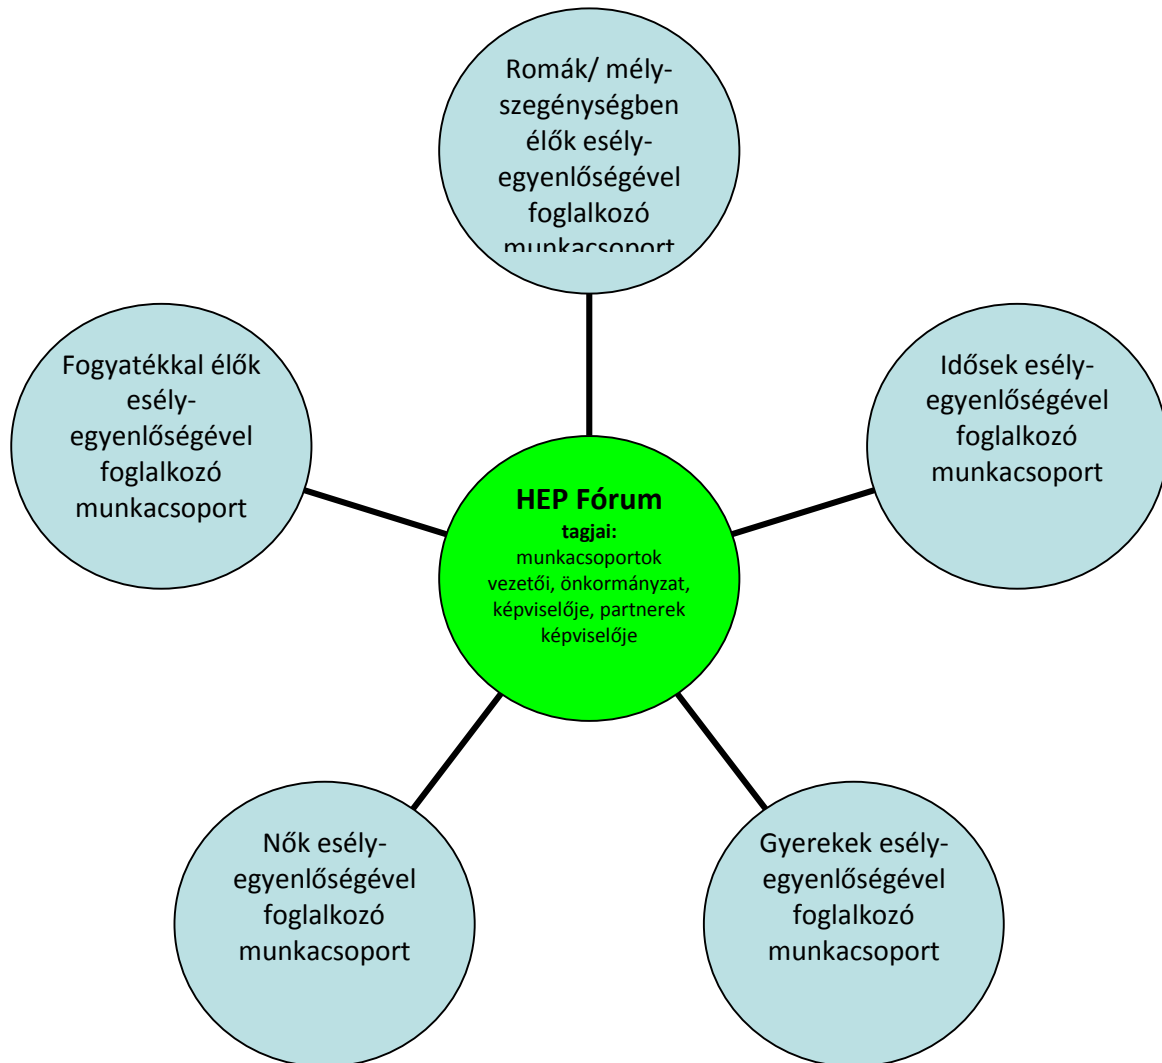 Romák/ mély-
szegénységben
élők esély-
egyenlőségével
foglalkozó
munkacsoport
Fogyatékkal élők
esély-
egyenlőségével
foglalkozó
munkacsoport
Idősek esély-
egyenlőségével
foglalkozó
munkacsoport
HEP Fórum
tagjai:
munkacsoportok
vezetői, önkormányzat,
képviselője, partnerek
képviselője
Nők esély-
egyenlőségével
foglalkozó
munkacsoport
Gyerekek esély-
egyenlőségével
foglalkozó
munkacsoport